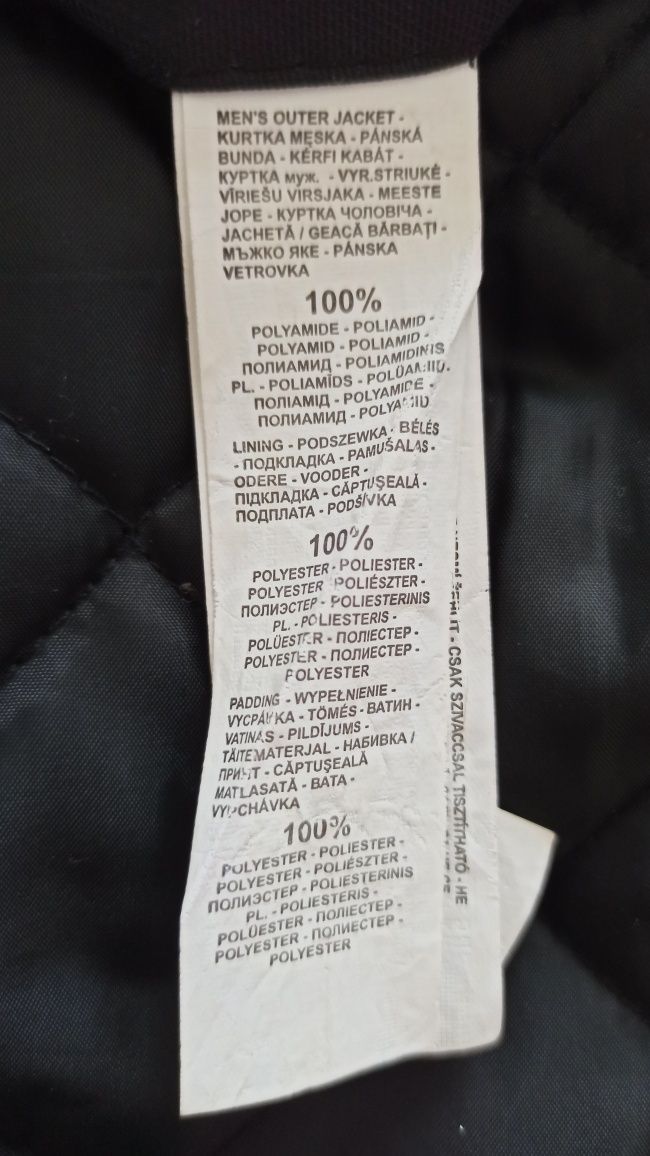 MEN'S OUTER JACKET -
KURTKA MĘSKA - PÁNSKÁ
BUNDA - KÉRFI KABÁT -
КУРТКА муж. - VYR.STRIUKĖ -
VĪRIEŠU VIRSJAKA - MEESTE
JOPE - КУРТКА ЧОЛОВІЧА -
JACHETĂ / GEACĂ BĂRBAȚI -
МЪЖКО ЯКЕ - PÁNSKA
VETROVKA
100%
POLYAMIDE - POLIAMID -
POLYAMID - POLIAMID -
ПОЛИАМИД - POLIAMIDINIS
PL. - POLIAMĪDS - POLÜAMIID.
ПОЛІАМІД - POLYAMIDE -
ПОЛИАМИД - POLYAMID
LINING - PODSZEWKA - BÉLÉS
- ПОДКЛАДКА - PAMUŠALAS -
ODERE - VOODER -
ПІДКЛАДКА - CĂPTUŞEALĂ -
ПОДПЛАТА - PODŠÍVKA
100%
POLYESTER - POLIESTER -
POLYESTER POLIÉSZTER -
ПОЛИЭСТЕР - POLIESTERINIS
PL. - POLIESTERIS -
POLÜESTER - ПОЛІЕСТЕР -
POLYESTER - ПОЛИЕСТЕР -
POLYESTER
PADDING - WYPEŁNIENIE -
VYCPÁVKA - TÖMÉS - ВАТИН -
VATINAS - PILDĪJUMS -
TÄITEMATERJAL - НАБИВКА /
ПРИНТ - CĂPTUŞEALĂ
MATLASATĂ - ВАТА -
VYPCHÁVKA
100%
POLYESTER - POLIESTER -
POLYESTER - POLIÉSZTER -
ПОЛИЭСТЕР - POLIESTERINIS
PL. - POLIESTERIS -
POLÜESTER - ПОЛІЕСТЕР -
POLYESTER - ПОЛИЕСТЕР -
POLYESTER
- CSAK SZIVACCSAL TISZTÍTHATÓ - НЕ